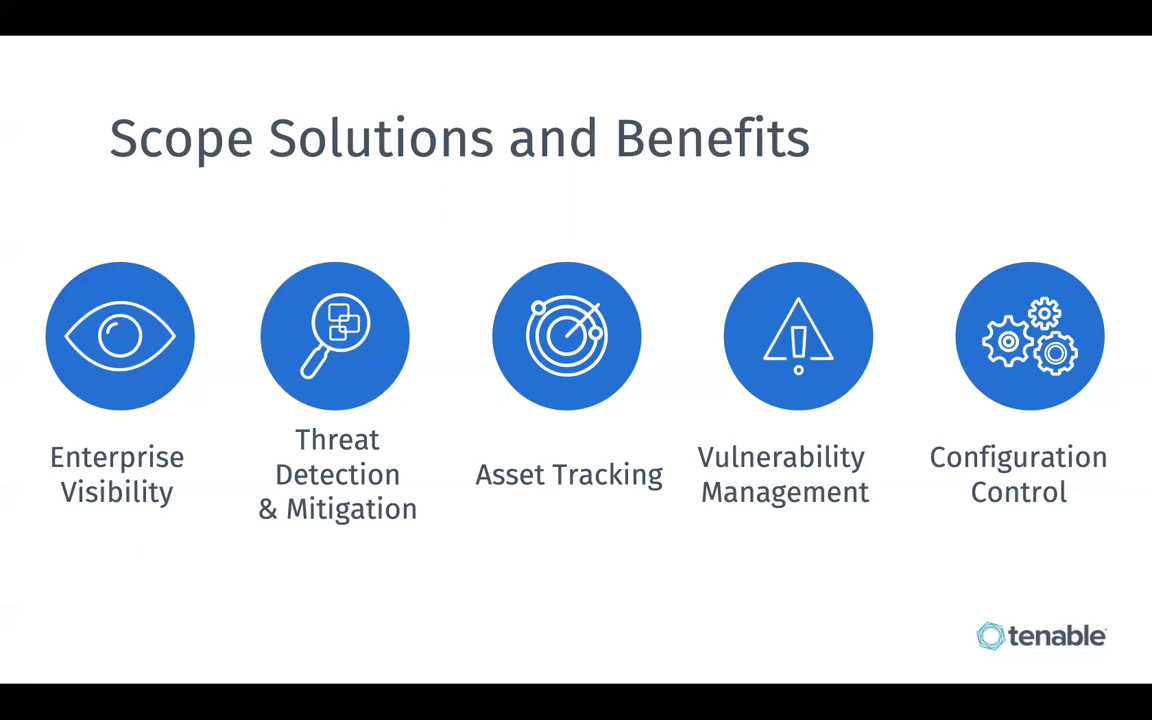 Scope Solutions and Benefits
Enterprise
Visibility
Threat
Detection
& Mitigation
Asset Tracking
Vulnerability
Management
Configuration
Control
tenable